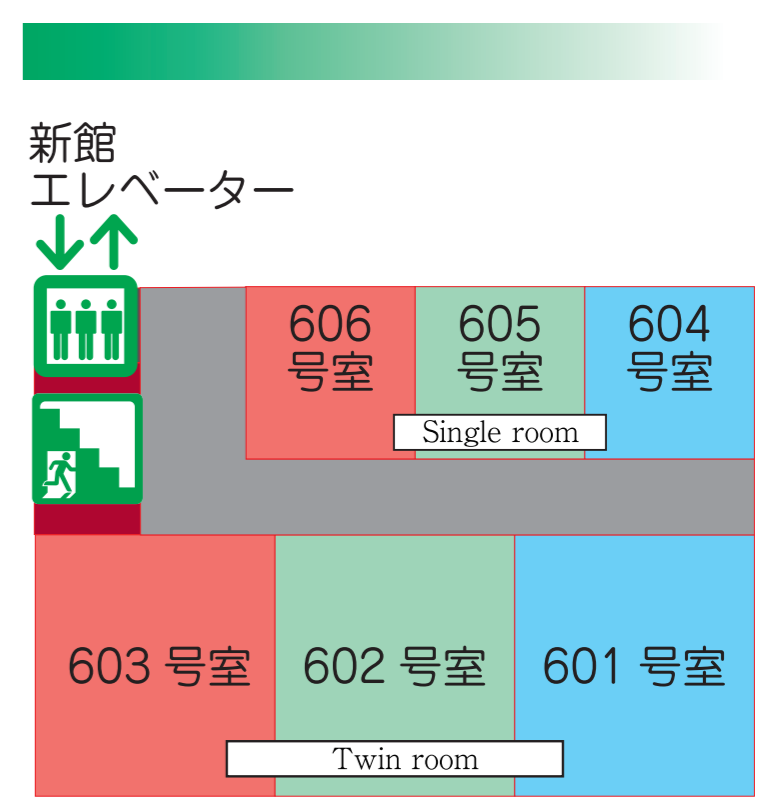 新館
エレベーター
606
号室
605
号室
604
号室
Single room
603 号室
602 号室
601 号室
Twin room